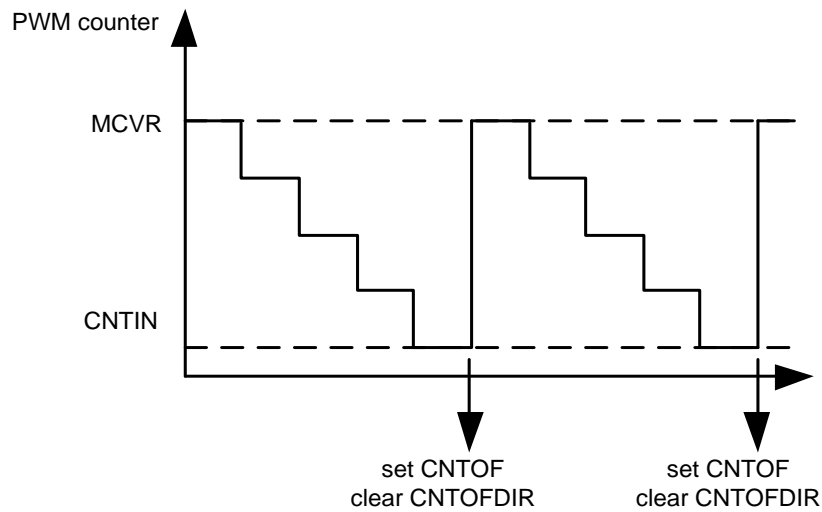 PWM counter
MCVR
CNTIN
set CNTOF
clear CNTOFDIR
set CNTOF
clear CNTOFDIR